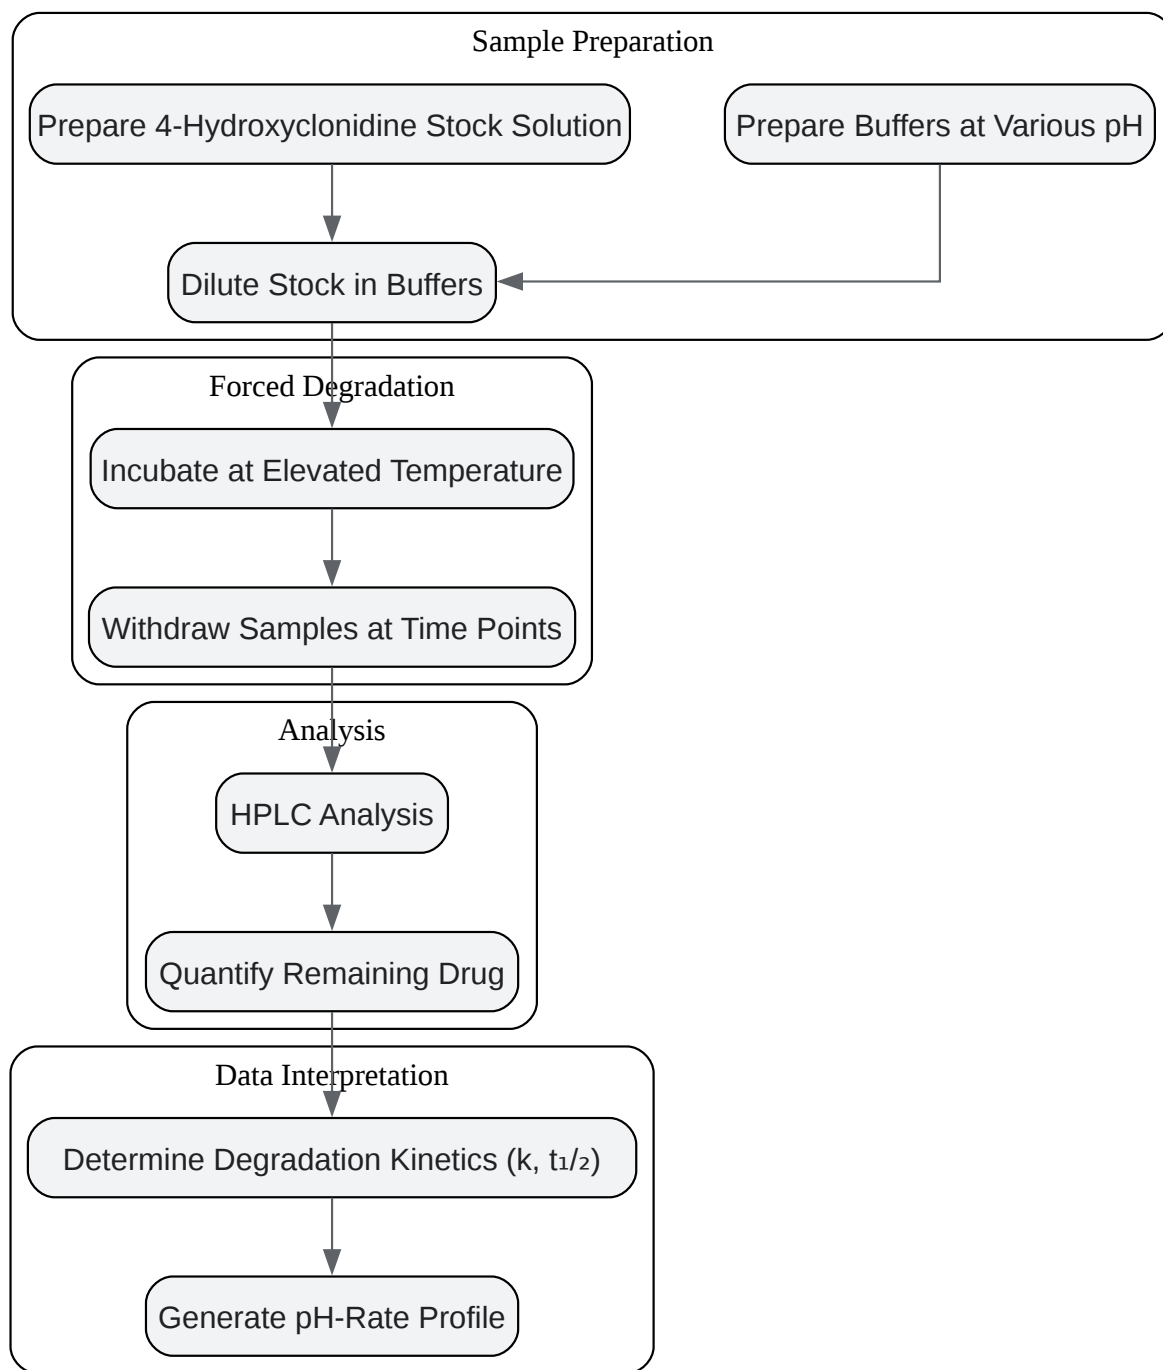 Sample Preparation
Prepare 4-Hydroxyclonidine Stock Solution
Prepare Buffers at Various pH
Dilute Stock in Buffers
Forced Degradation
Incubate at Elevated Temperature
Withdraw Samples at Time Points
Analysis
HPLC Analysis
Quantify Remaining Drug
Data Interpretation
Determine Degradation Kinetics (k, t₁/₂)
Generate pH-Rate Profile